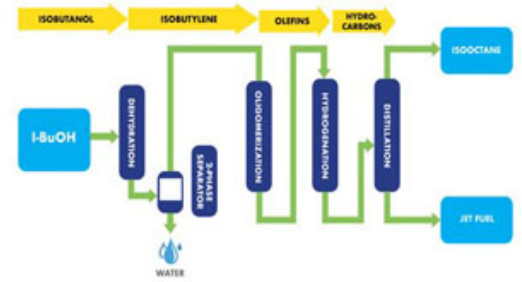 ISOBUTANOL
ISOBUTYLENE
OLEFINS
HYDRO-
CARBONS
I-BuOH
DEHYDRATION
3-PHASE
SEPARATOR
WATER
OLIGOMERIZATION
HYDROGENATION
DISTILLATION
ISOOCTANE
JET FUEL